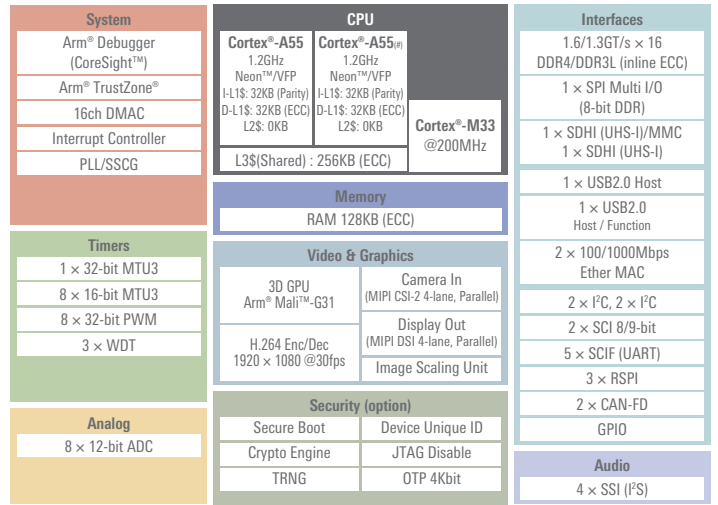 System
Arm® Debugger
(CoreSight™)
Arm® TrustZone®
16ch DMAC
Interrupt Controller
PLL/SSCG
Timers
1 × 32-bit MTU3
8 × 16-bit MTU3
8 × 32-bit PWM
3 × WDT
Analog
8 × 12-bit ADC
CPU
Cortex®-A55
1.2GHz
Neon™/VFP
I-L1$: 32KB (Parity)
D-L1$: 32KB (ECC)
L2$: 0KB
Cortex®-A55(#)
1.2GHz
Neon™/VFP
I-L1$: 32KB (Parity)
D-L1$: 32KB (ECC)
L2$: 0KB
L3$(Shared) : 256KB (ECC)
Cortex®-M33
@200MHz
Memory
RAM 128KB (ECC)
Video & Graphics
3D GPU
Arm® Mali™-G31
H.264 Enc/Dec
1920 × 1080 @30fps
Camera In
(MIPI CSI-2 4-lane, Parallel)
Display Out
(MIPI DSI 4-lane, Parallel)
Image Scaling Unit
Security (option)
Secure Boot
Device Unique ID
Crypto Engine
JTAG Disable
TRNG
OTP 4Kbit
Interfaces
1.6/1.3GT/s × 16
DDR4/DDR3L (inline ECC)
1 × SPI Multi I/O
(8-bit DDR)
1 × SDHI (UHS-I)/MMC
1 × SDHI (UHS-I)
1 × USB2.0 Host
1 × USB2.0
Host / Function
2 × 100/1000Mbps
Ether MAC
2 × I²C, 2 × I²C
2 × SCI 8/9-bit
5 × SCIF (UART)
3 × RSPI
2 × CAN-FD
GPIO
Audio
4 × SSI (I²S)